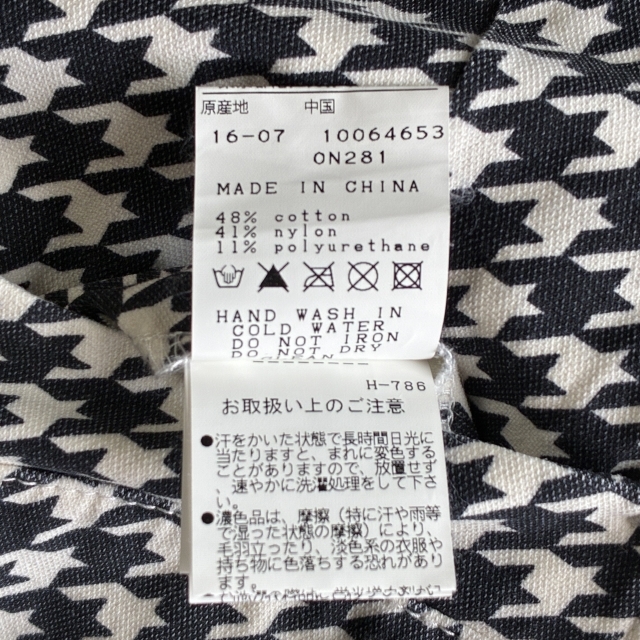 原産地 中国
16-07 10064653
0N281
MADE IN CHINA
48% cotton
41% nylon
11% polyurethane
HAND WASH IN
COLD WATER
DO NOT IRON
DO NOT DRY
H-786
お取扱い上のご注意
●汗をかいた状態で長時間日光に
当たりますと、まれに変色する
ことがありますので、放置せず
、速やかに洗濯処理をして下さ
い。
●濃色品は、摩擦（特に汗や雨等
で湿った状態の摩擦）により、
毛羽立ったり、淡色系の衣服や
持ち物に色落ちする恐れがあり
ます。